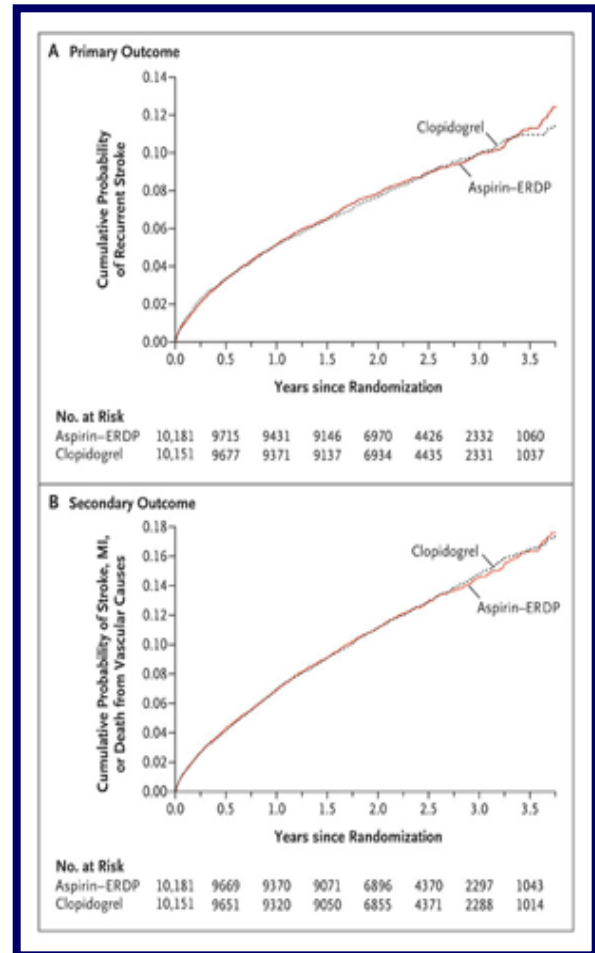 A Primary Outcome
0.14
0.12
0.10
0.08
0.06
0.04
0.02
0.00
Cumulative Probability
of Recurrent Stroke
Clopidogrel
Aspirin–ERDP
0.0 0.5 1.0 1.5 2.0 2.5 3.0 3.5
Years since Randomization
No. at Risk
Aspirin–ERDP 10,181 9715 9431 9146 6970 4426 2332 1060
Clopidogrel 10,151 9677 9371 9137 6934 4435 2331 1037
B Secondary Outcome
0.18
0.16
0.14
0.12
0.10
0.08
0.06
0.04
0.02
0.00
Cumulative Probability of Stroke, MI,
or Death from Vascular Causes
Clopidogrel
Aspirin–ERDP
0.0 0.5 1.0 1.5 2.0 2.5 3.0 3.5
Years since Randomization
No. at Risk
Aspirin–ERDP 10,181 9669 9370 9071 6896 4370 2297 1043
Clopidogrel 10,151 9651 9320 9050 6855 4371 2288 1014